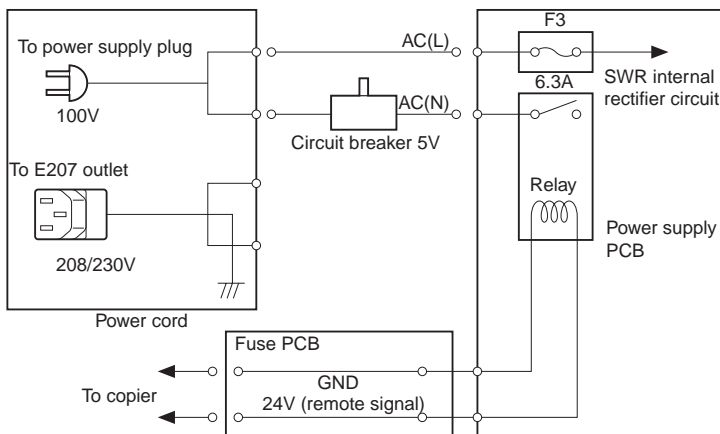 F3
To power supply plug
AC(L)
SWR internal
rectifier circuit
6.3A
100V
AC(N)
Circuit breaker 5V
To E207 outlet
Relay
Power supply
PCB
208/230V
Power cord
Fuse PCB
GND
To copier
24V (remote signal)